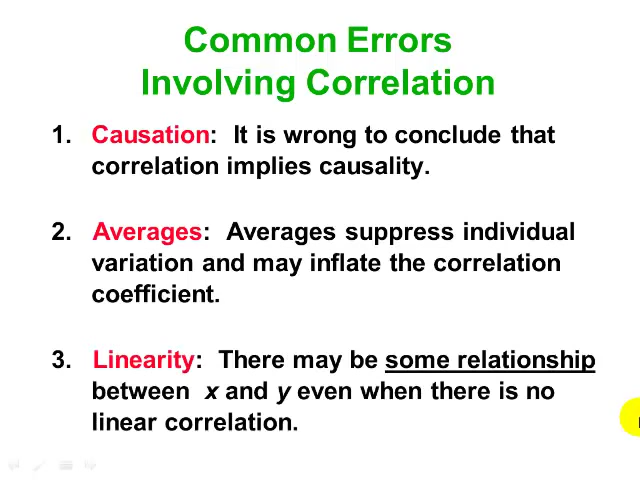 Common Errors
Involving Correlation
1. Causation: It is wrong to conclude that
correlation implies causality.
2. Averages: Averages suppress individual
variation and may inflate the correlation
coefficient.
3. Linearity: There may be some relationship
between x and y even when there is no
linear correlation.